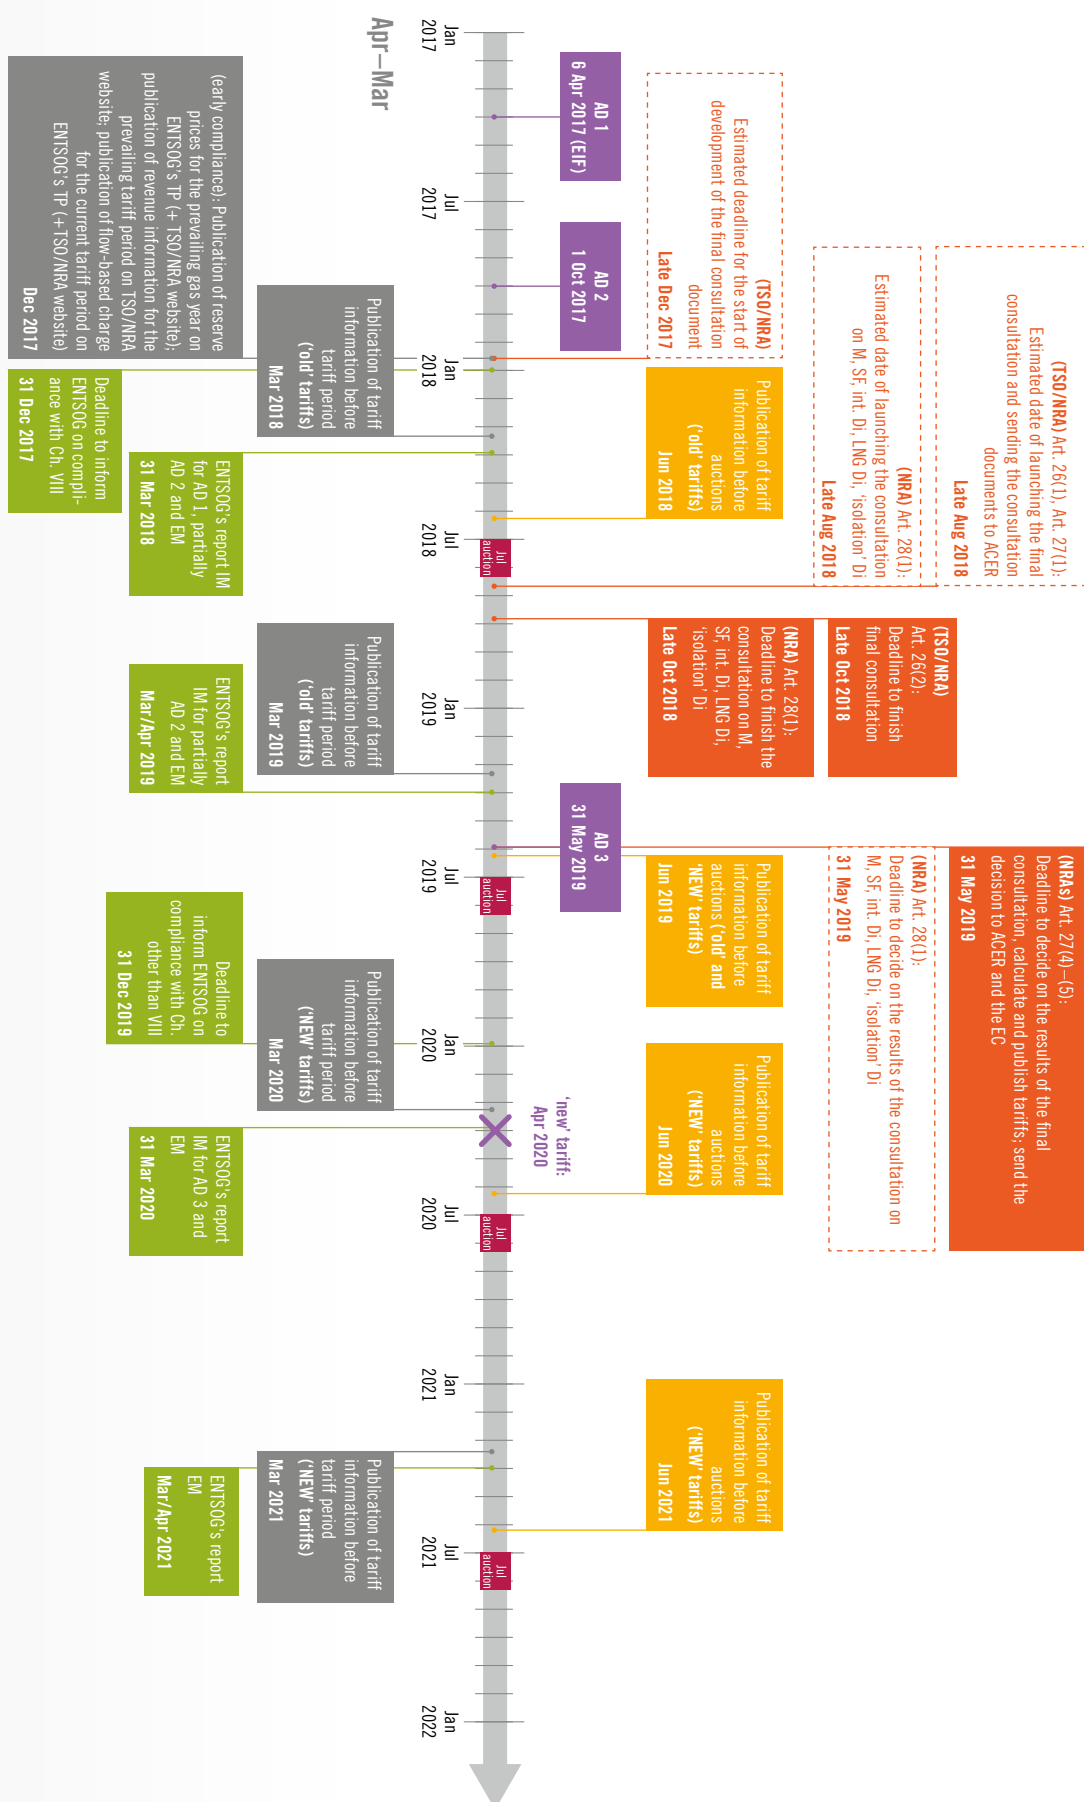 (TSO/NRA) Art. 26(1), Art. 27(1):
Estimated date of launching the final
consultation and sending the consultation
documents to ACER
Late Aug 2018
(NRA) Art. 28(1):
Estimated date of launching the consultation
on M, SF, int. Di, LNG Di, ‘isolation’ Di
Late Aug 2018
(TSO/NRA)
Estimated deadline for the start of
development of the final consultation
document
Late Dec 2017
(NRAs) Art. 27(4)–(5):
Deadline to decide on the results of the final
consultation, calculate and publish tariffs; send the
decision to ACER and the EC
31 May 2019
(NRA) Art. 28(1):
Deadline to decide on the results of the consultation on
M, SF, int. Di, LNG Di, ‘isolation’ Di
31 May 2019
(TSO/NRA)
Art. 26(2):
Deadline to finish
final consultation
Late Oct 2018
(NRA) Art. 28(1):
Deadline to finish the
consultation on M,
SF, int. Di, LNG Di,
‘isolation’ Di
Late Oct 2018
Publication of tariff
information before
auctions
(‘old’ tariffs)
Jun 2018
Publication of tariff
information before
auctions (‘old’ and
‘NEW’ tariffs)
Jun 2019
Publication of tariff
information before
auctions
(‘NEW’ tariffs)
Jun 2020
Publication of tariff
information before
auctions
(‘NEW’ tariffs)
Jun 2021
AD 1
6 Apr 2017 (EIF)
AD 2
1 Oct 2017
AD 3
31 May 2019
‘new’ tariff:
Apr 2020
Jul
auction
Jul
auction
Jul
auction
Jul
auction
Jan
2017
Jul
2017
Jan
2018
Jul
2018
Jan
2019
Jul
2019
Jan
2020
Jul
2020
Jan
2021
Jul
2021
Jan
2022
Apr–Mar
Publication of tariff
information before
tariff period
(‘old’ tariffs)
Mar 2018
Publication of tariff
information before
tariff period
(‘old’ tariffs)
Mar 2019
Publication of tariff
information before
tariff period
(‘NEW’ tariffs)
Mar 2020
Publication of tariff
information before
tariff period
(‘NEW’ tariffs)
Mar 2021
(early compliance): Publication of reserve
prices for the prevailing gas year on
ENTSOG’s TP (+ TSO/NRA website);
publication of revenue information for the
prevailing tariff period on TSO/NRA
website; publication of flow-based charge
for the current tariff period on
ENTSOG’s TP (+ TSO/NRA website)
Dec 2017
Deadline to inform
ENTSOG on compli-
ance with Ch. VIII
31 Dec 2017
ENTSOG’s report IM
for AD 1, partially
AD 2 and EM
31 Mar 2018
ENTSOG’s report
IM for partially
AD 2 and EM
Mar/Apr 2019
Deadline to
inform ENTSOG on
compliance with Ch.
other than VIII
31 Dec 2019
ENTSOG’s report
IM for AD 3 and
EM
31 Mar 2020
ENTSOG’s report
EM
Mar/Apr 2021